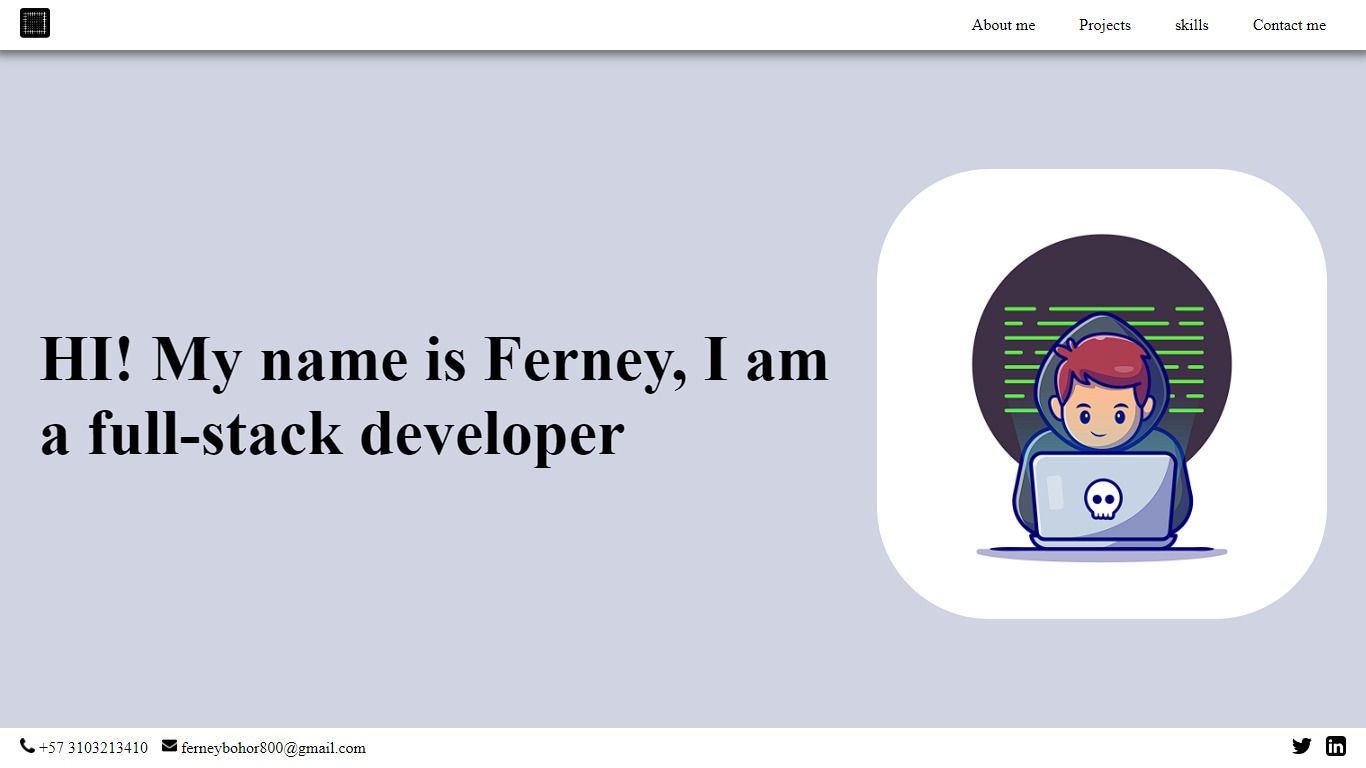 About me Projects skills Contact me
HI! My name is Ferney, I am
a full-stack developer
+57 3103213410 ferneybohor800@gmail.com
in